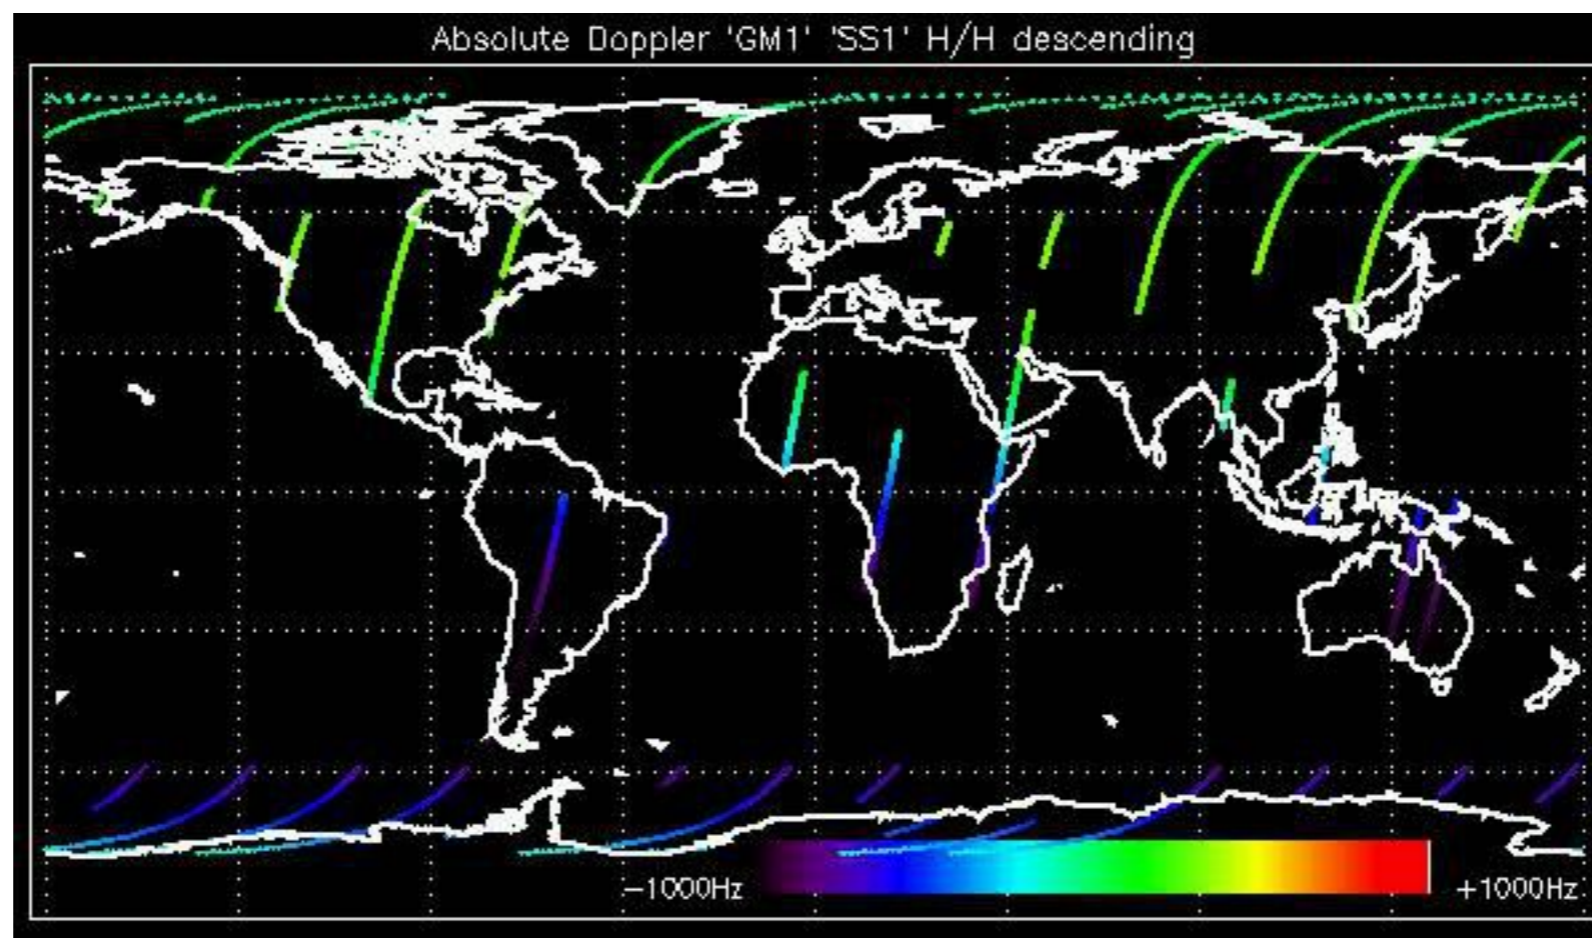 Absolute Doppler 'GM1' 'SS1' H/H descending
−1000Hz
+1000Hz